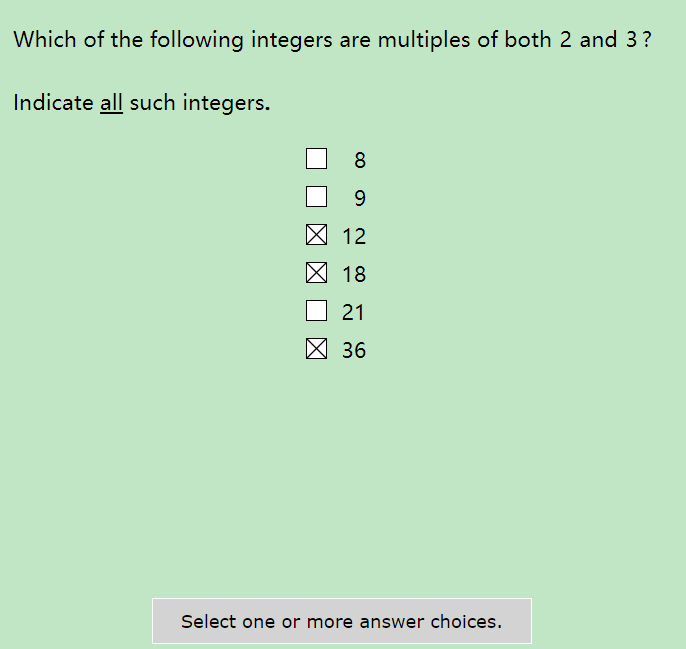 Which of the following integers are multiples of both 2 and 3?
Indicate all such integers.
8
9
12
18
21
36
Select one or more answer choices.